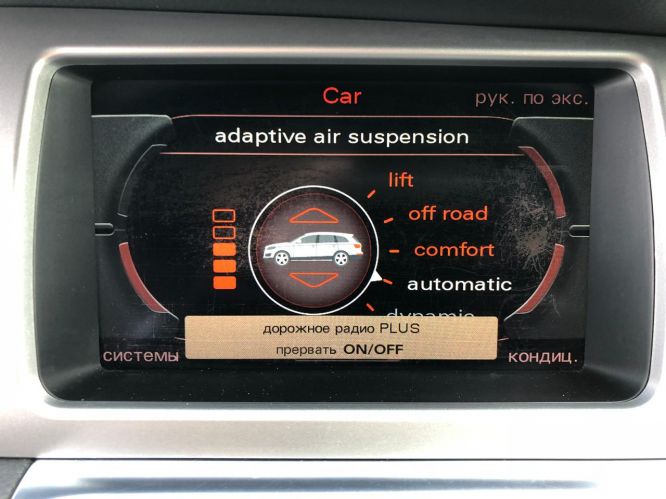 Car
рук. по экс.
adaptive air suspension
lift
off road
comfort
automatic
dynamic
дорожное радио PLUS
прервать ON/OFF
системы
кондиц.